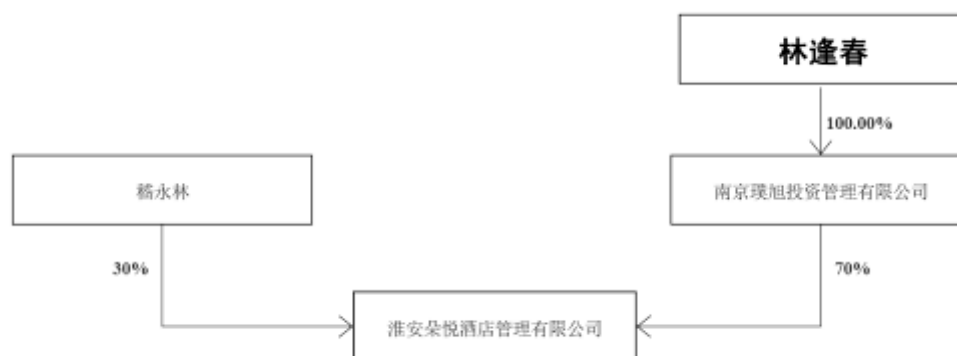 林逢春
100.00%
嵇永林
南京璞旭投资管理有限公司
30%
70%
淮安朵悦酒店管理有限公司